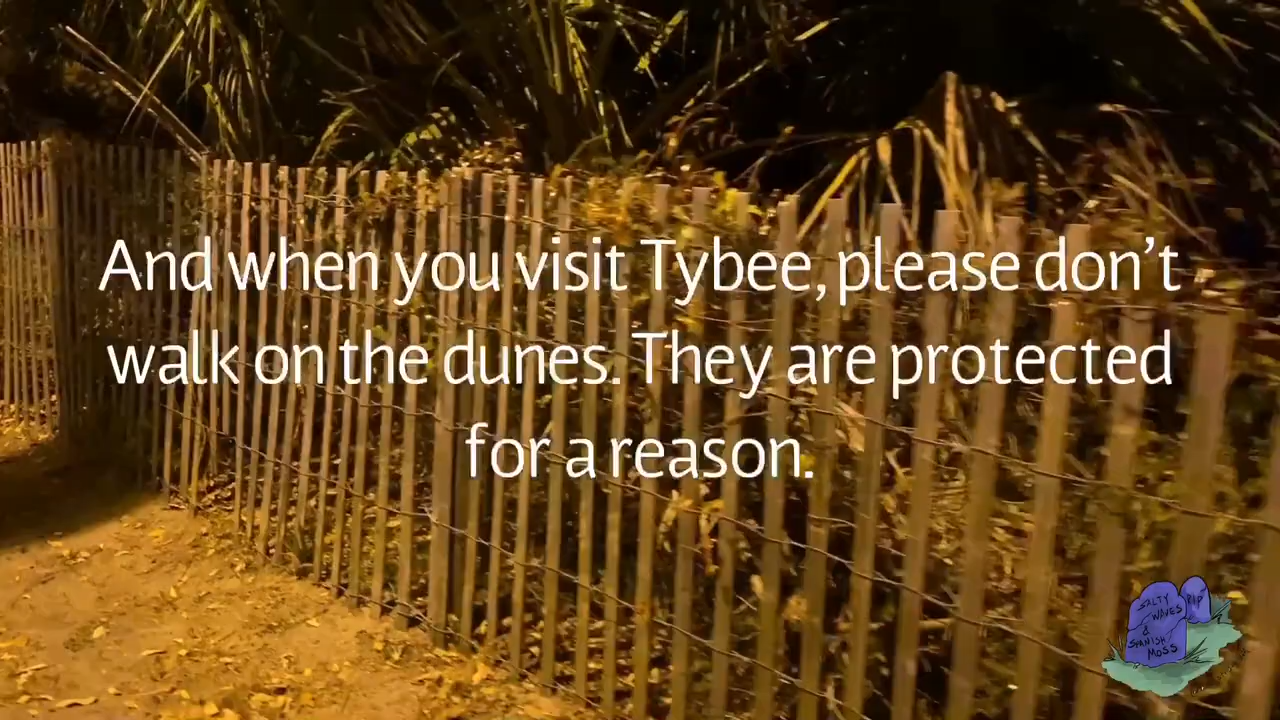 And when you visit Tybee, please don't
walk on the dunes. They are protected
for a reason.
SALTY
WAVES
&
SPANISH
MOSS
RIP